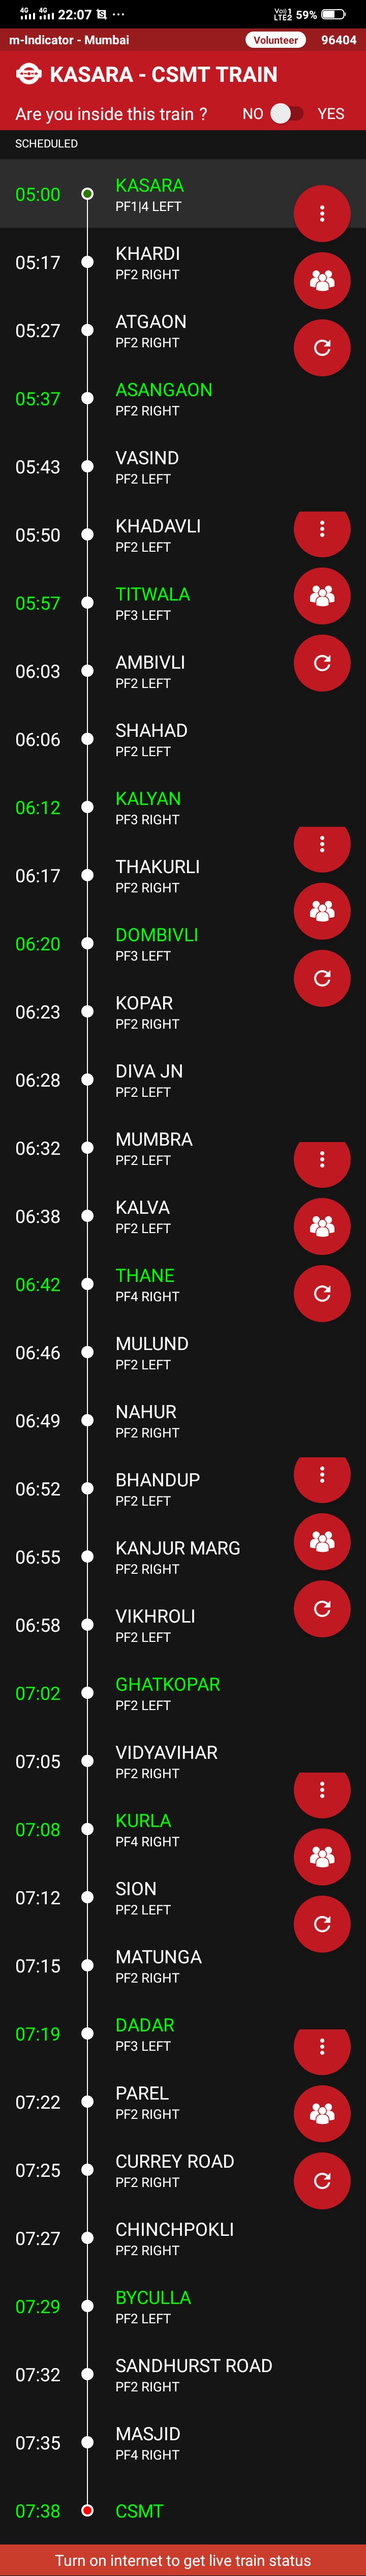 4G 4G 22:07 ... Vo)) LTE2 59%
m-Indicator - Mumbai Volunteer 96404
KASARA - CSMT TRAIN
Are you inside this train ? NO YES
SCHEDULED
05:00 KASARA
PF1|4 LEFT
05:17 KHARDI
PF2 RIGHT
05:27 ATGAON
PF2 RIGHT
05:37 ASANGAON
PF2 RIGHT
05:43 VASIND
PF2 LEFT
05:50 KHADAVLI
PF2 LEFT
05:57 TITWALA
PF3 LEFT
06:03 AMBIVLI
PF2 LEFT
06:06 SHAHAD
PF2 LEFT
06:12 KALYAN
PF3 RIGHT
06:17 THAKURLI
PF2 RIGHT
06:20 DOMBIVLI
PF3 LEFT
06:23 KOPAR
PF2 RIGHT
06:28 DIVA JN
PF2 LEFT
06:32 MUMBRA
PF2 LEFT
06:38 KALVA
PF2 LEFT
06:42 THANE
PF4 RIGHT
06:46 MULUND
PF2 LEFT
06:49 NAHUR
PF2 RIGHT
06:52 BHANDUP
PF2 LEFT
06:55 KANJUR MARG
PF2 RIGHT
06:58 VIKHROLI
PF2 LEFT
07:02 GHATKOPAR
PF2 LEFT
07:05 VIDYAVIHAR
PF2 RIGHT
07:08 KURLA
PF4 RIGHT
07:12 SION
PF2 LEFT
07:15 MATUNGA
PF2 RIGHT
07:19 DADAR
PF3 LEFT
07:22 PAREL
PF2 RIGHT
07:25 CURREY ROAD
PF2 RIGHT
07:27 CHINCHPOKLI
PF2 RIGHT
07:29 BYCULLA
PF2 LEFT
07:32 SANDHURST ROAD
PF2 RIGHT
07:35 MASJID
PF4 RIGHT
07:38 CSMT
Turn on internet to get live train status